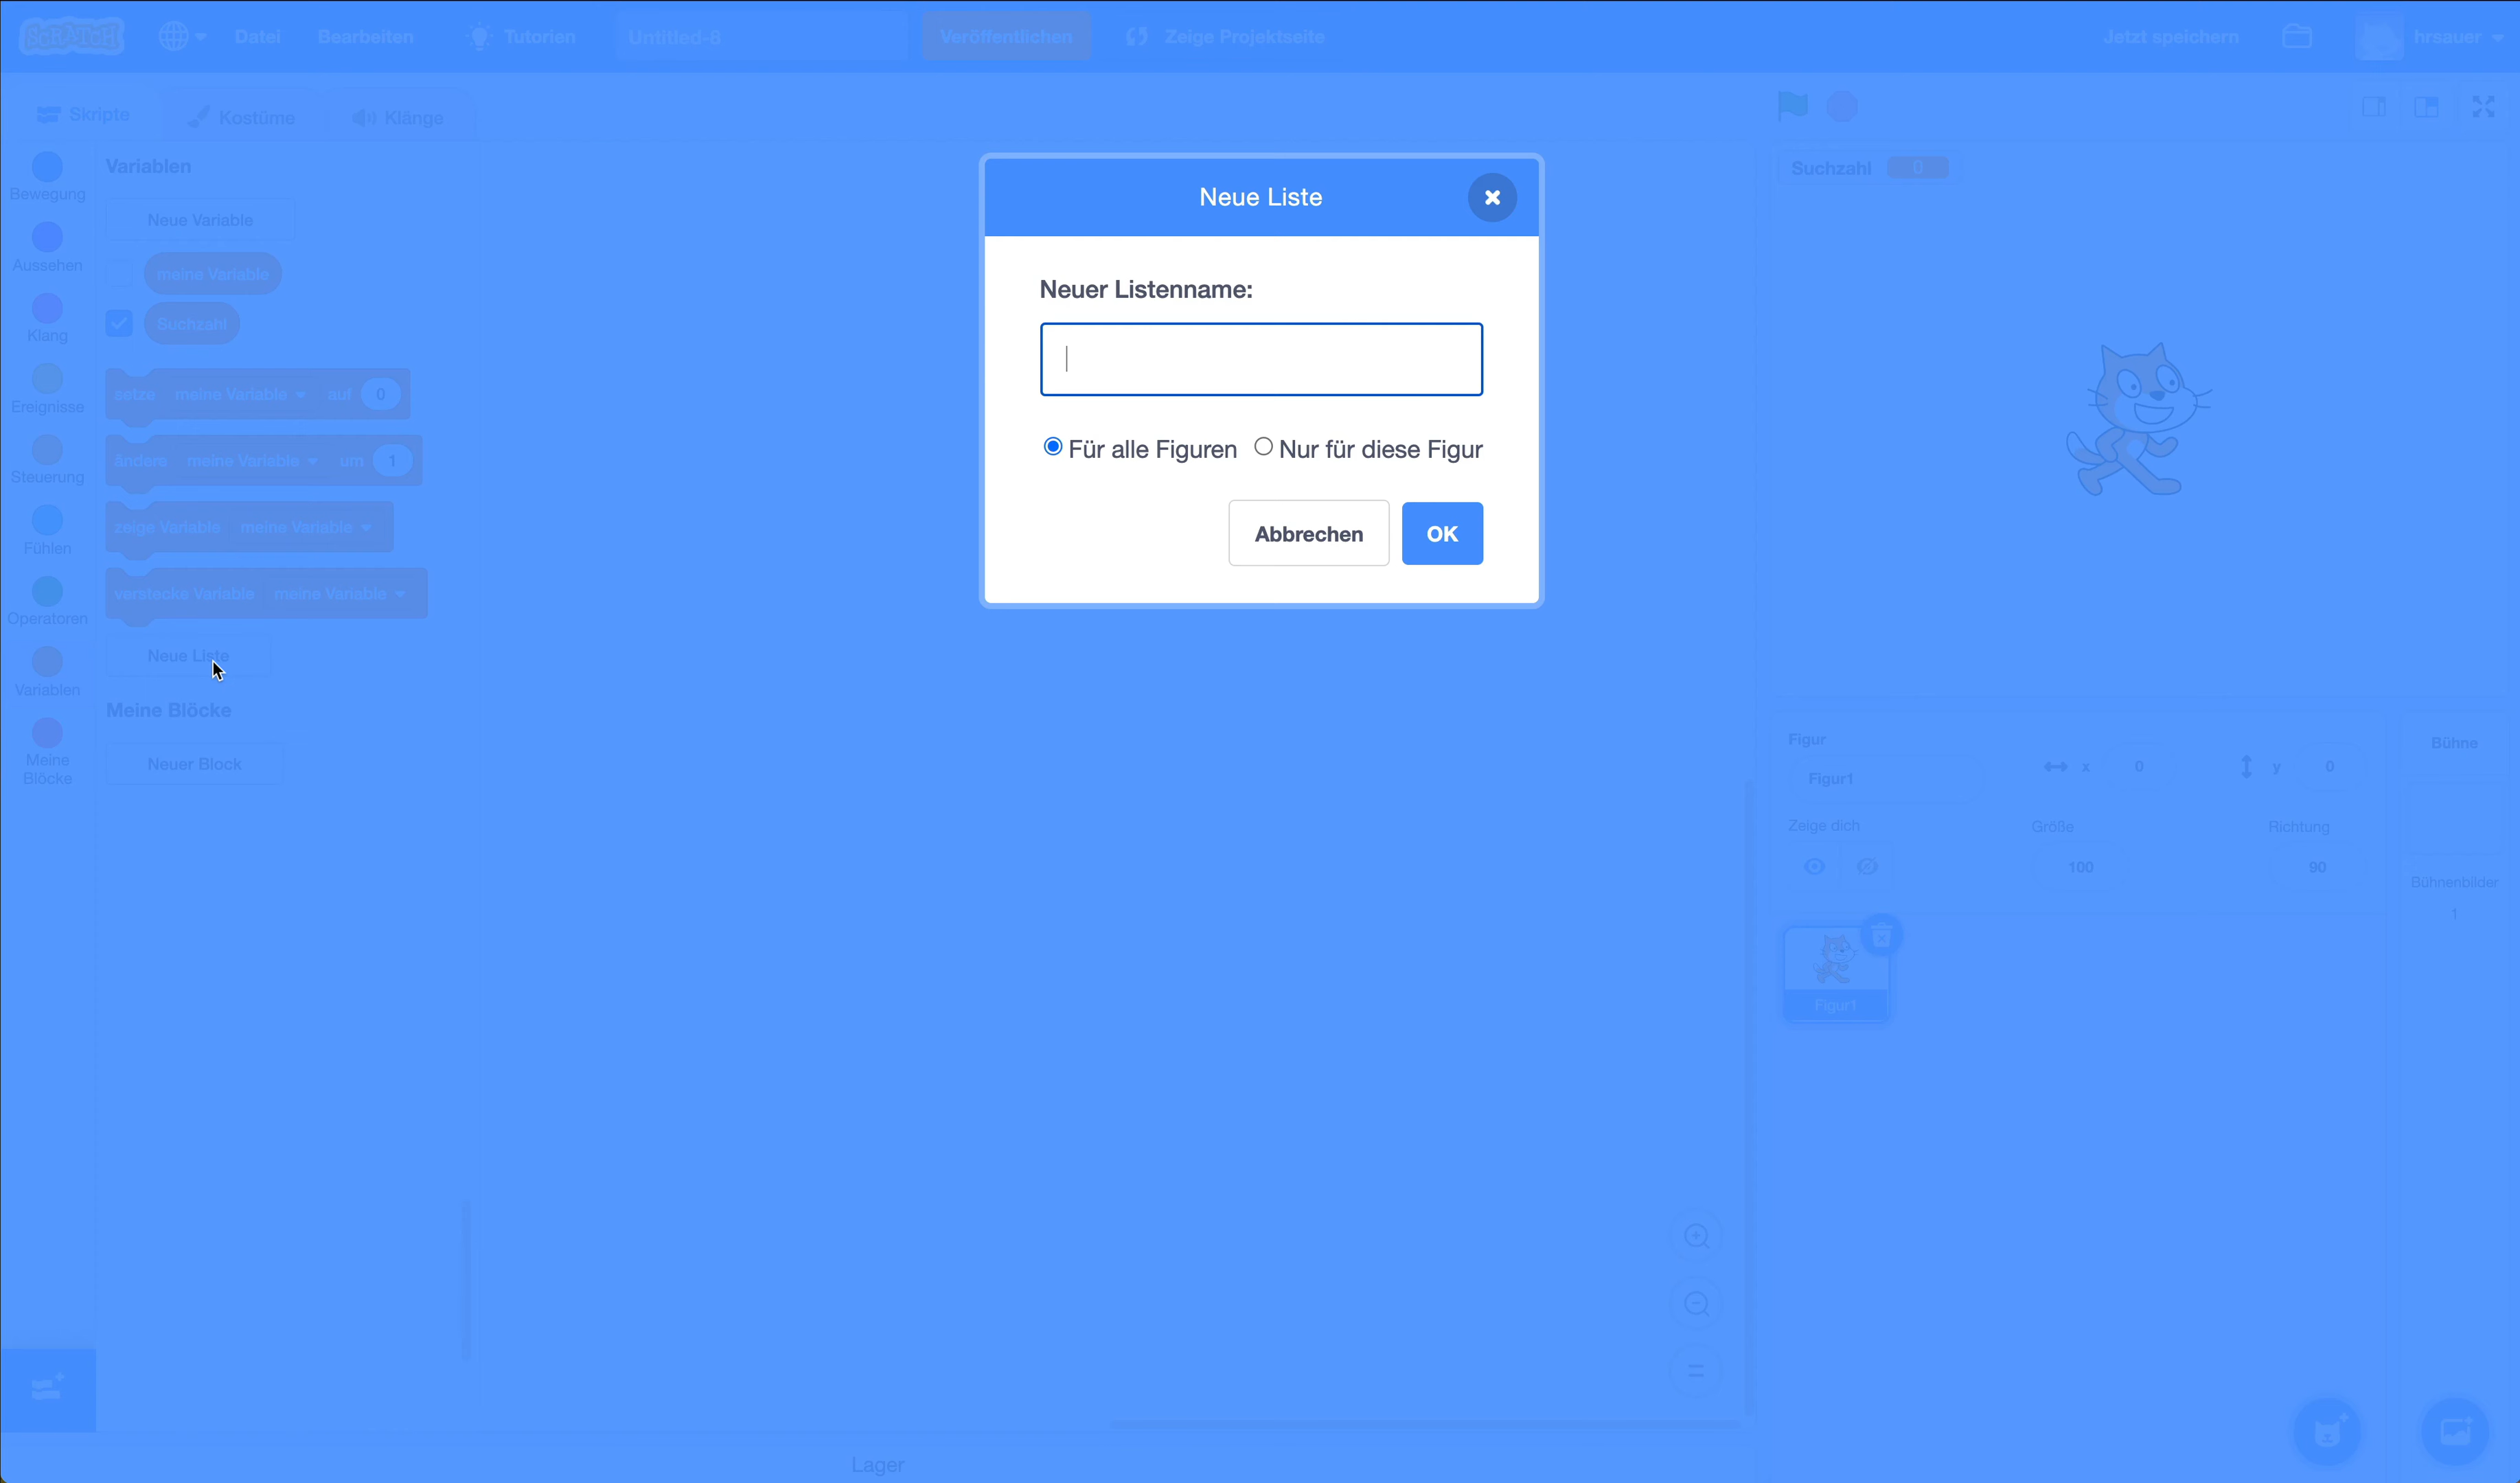 SCRATCH
Datei
Bearbeiten
Tutorien
Untitled-8
Veröffentlichen
Zeige Projektseite
Jetzt speichern
hrsauer
Skripte
Kostüme
Klänge
Bewegung
Aussehen
Klang
Ereignisse
Steuerung
Fühlen
Operatoren
Variablen
Meine
Blöcke
Variablen
Neue Variable
meine Variable
Suchzahl
setze meine Variable auf 0
ändere meine Variable um 1
zeige Variable meine Variable
verstecke Variable meine Variable
Neue Liste
Meine Blöcke
Neuer Block
Neue Liste
Neuer Listenname:
Für alle Figuren Nur für diese Figur
Abbrechen OK
Suchzahl 0
Figur
Figur1
x 0
y 0
Zeige dich
Größe
Richtung
100
90
Figur1
Bühne
Bühnenbilder
1
Lager